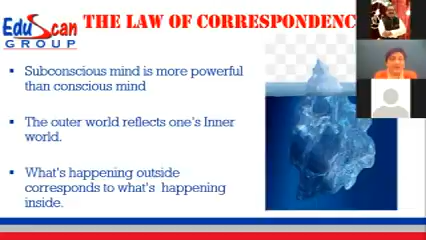 EduScan
GROUP
THE LAW OF CORRESPONDENC
▪ Subconscious mind is more powerful
than conscious mind
▪ The outer world reflects one's Inner
world.
▪ What's happening outside
corresponds to what's happening
inside.